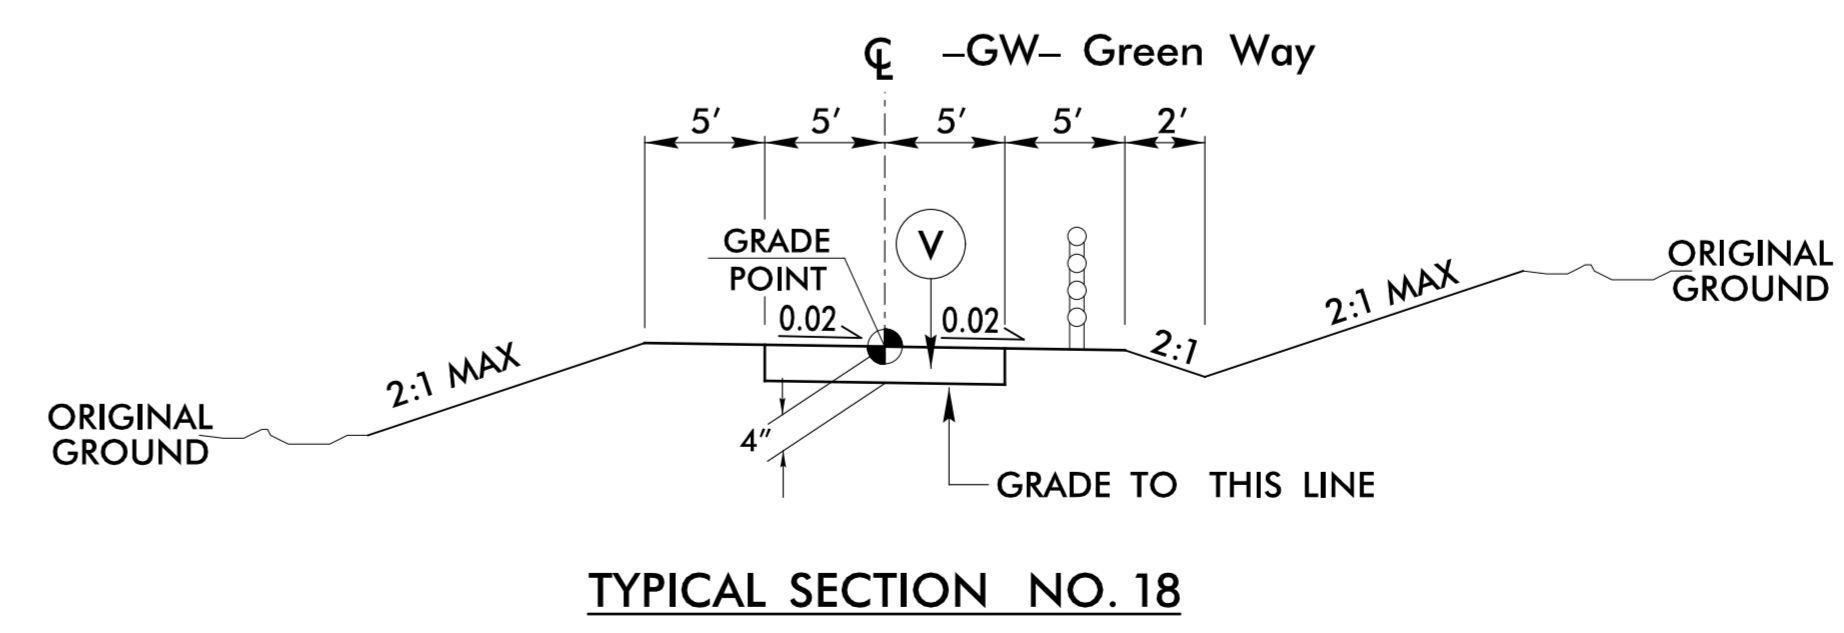 ℄ –GW– Green Way
5' 5' 5' 5' 2'
GRADE
POINT
V
0.02
0.02
2:1 MAX
2:1
2:1 MAX
ORIGINAL
GROUND
ORIGINAL
GROUND
4"
GRADE TO THIS LINE
TYPICAL SECTION NO. 18